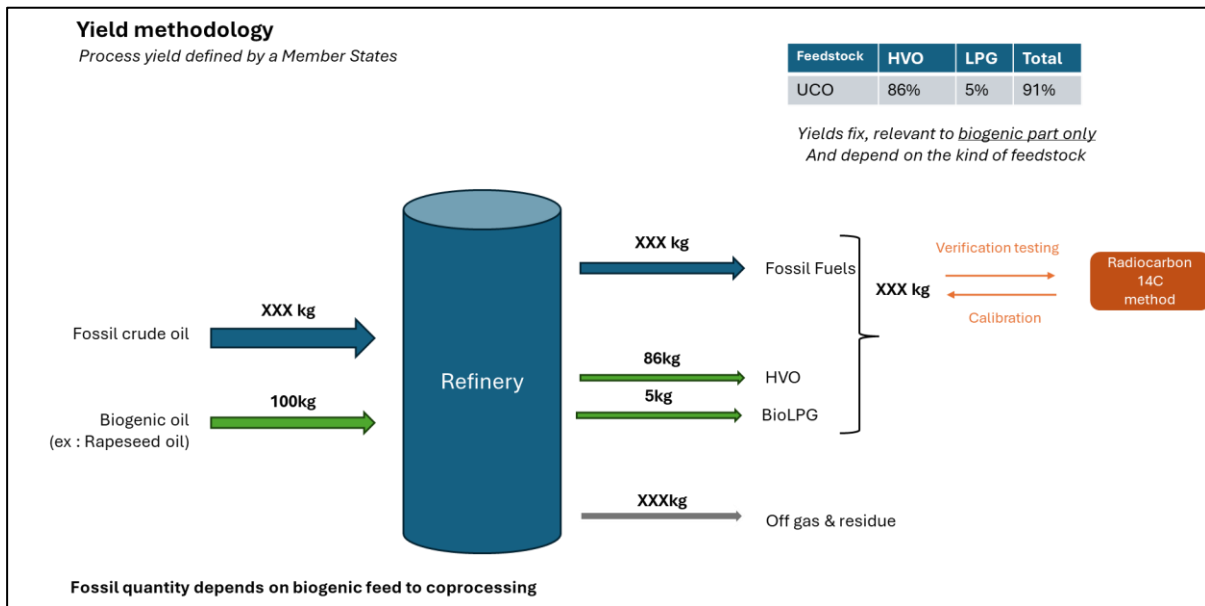 Yield methodology
Process yield defined by a Member States
Feedstock HVO LPG Total
UCO 86% 5% 91%
Yields fix, relevant to biogenic part only
And depend on the kind of feedstock
XXX kg
Fossil Fuels
Verification testing
Radiocarbon
14C
method
XXX kg
Calibration
XXX kg
Fossil crude oil
Refinery
86kg
HVO
100kg
5kg
BioLPG
Biogenic oil
(ex : Rapeseed oil)
XXXkg
Off gas & residue
Fossil quantity depends on biogenic feed to coprocessing